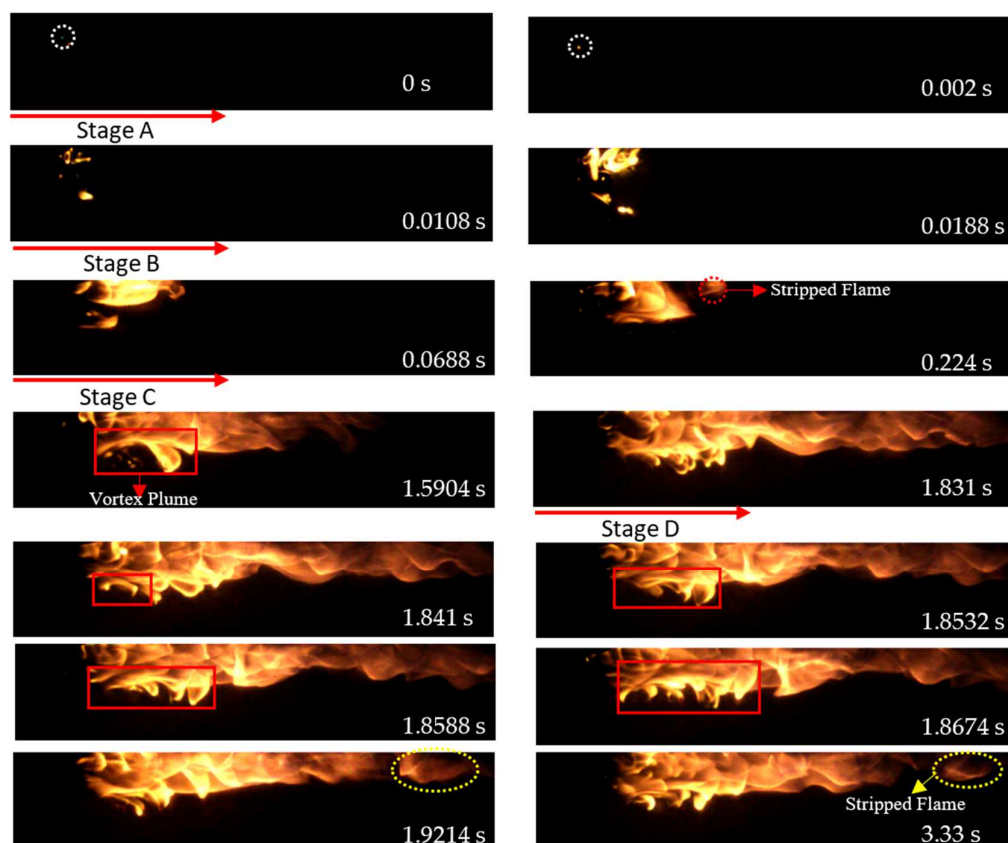 0 s
0.002 s
Stage A
0.0108 s
0.0188 s
Stage B
0.0688 s
Stripped Flame
0.224 s
Stage C
Vortex Plume
1.5904 s
1.831 s
Stage D
1.841 s
1.8532 s
1.8588 s
1.8674 s
1.9214 s
Stripped Flame
3.33 s